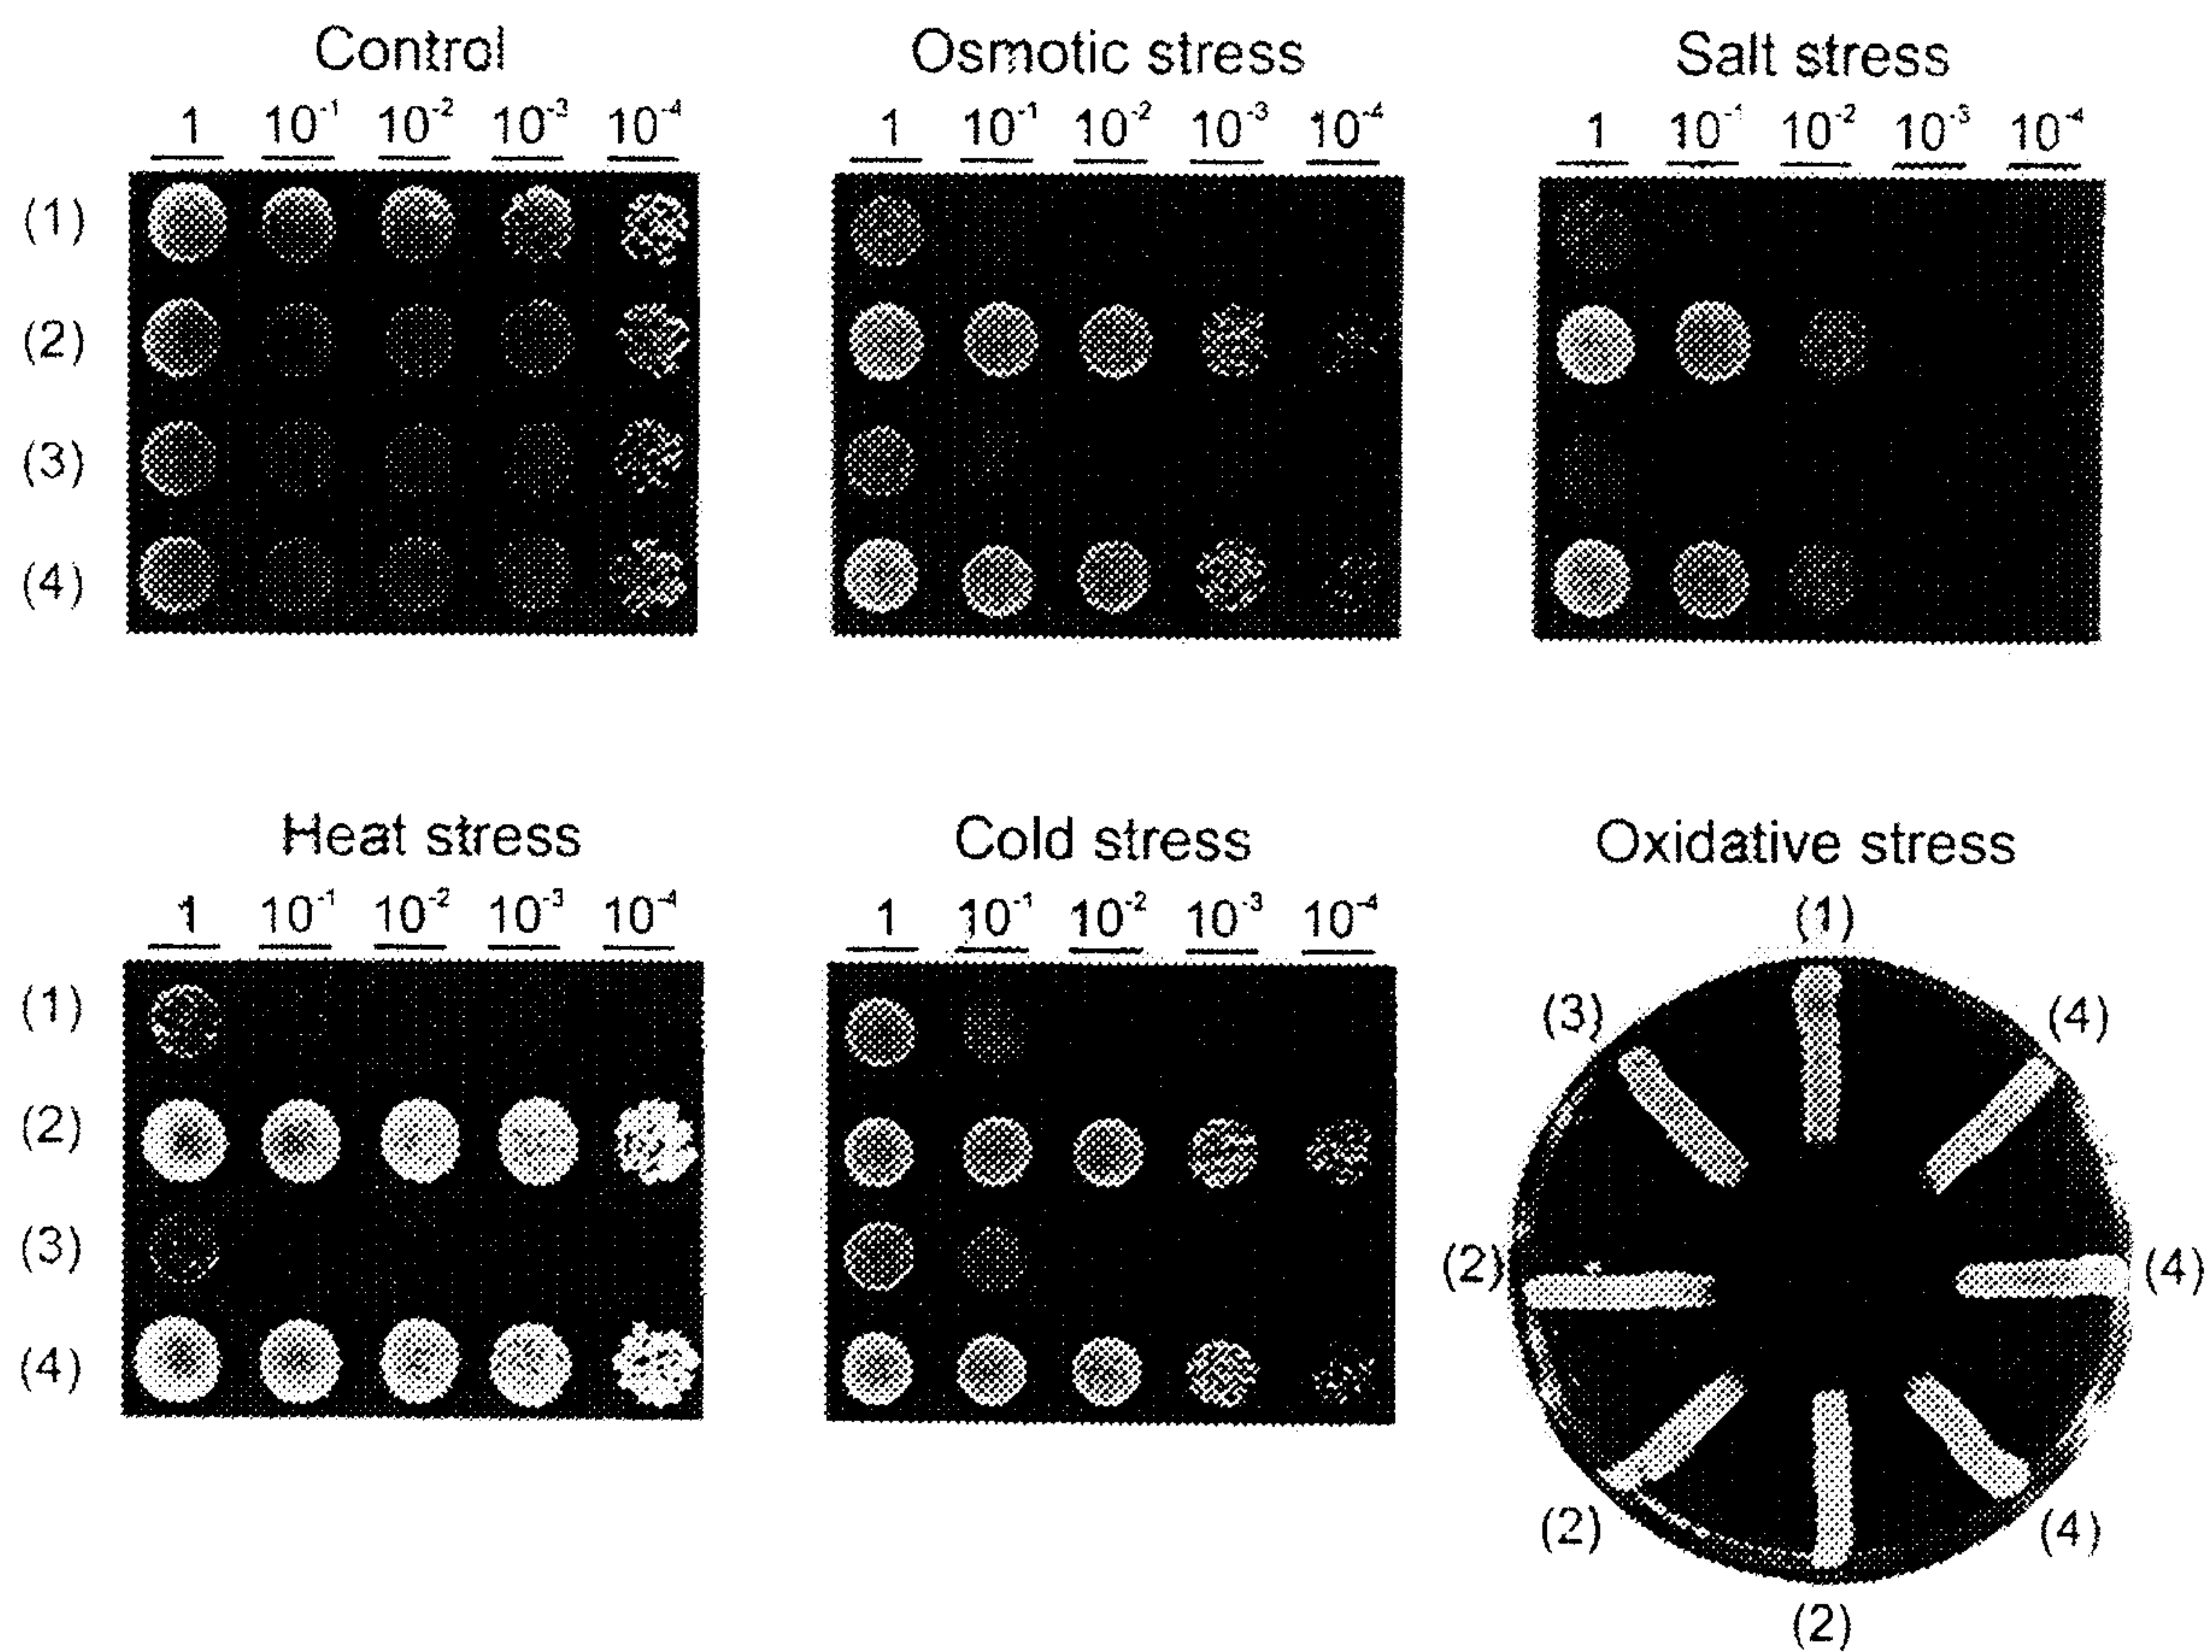 Control Osmotic stress Salt stress
1 10⁻¹ 10⁻² 10⁻³ 10⁻⁴ 1 10⁻¹ 10⁻² 10⁻³ 10⁻⁴ 1 10⁻¹ 10⁻² 10⁻³ 10⁻⁴
(1)
(2)
(3)
(4)
Heat stress Cold stress Oxidative stress
1 10⁻¹ 10⁻² 10⁻³ 10⁻⁴ 1 10⁻¹ 10⁻² 10⁻³ 10⁻⁴ (1)
(1) (3) (4)
(2)
(3) (2) (4)
(4)
(2) (4)
(2)